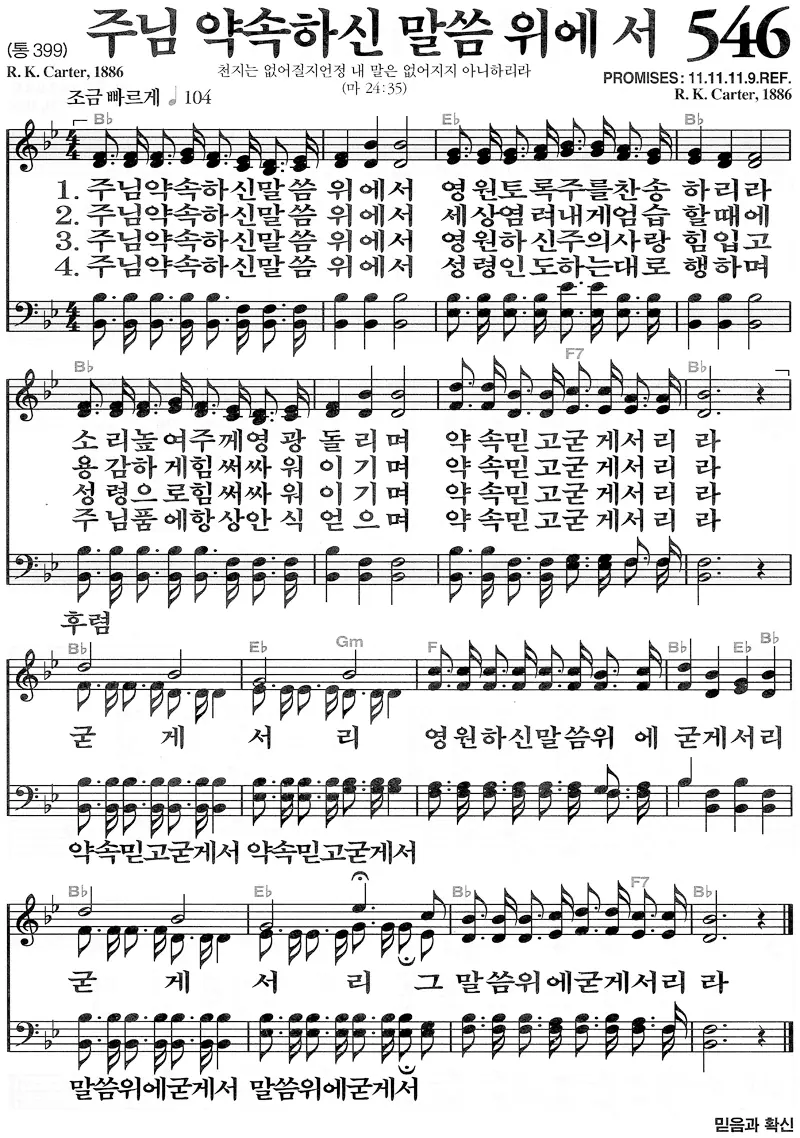 (통 399) 주님 약속하신 말씀 위에 서 546
R. K. Carter, 1886 천지는 없어질지언정 내 말은 없어지지 아니하리라 PROMISES: 11.11.11.9.REF.
(마 24:35) R. K. Carter, 1886
조금 빠르게 ♩ 104
B♭ E♭ B♭
1. 주님약속하신말씀 위에서 영원토록주를찬송 하리라
2. 주님약속하신말씀 위에서 세상염려내게엄습 할때에
3. 주님약속하신말씀 위에서 영원하신주의사랑 힘입고
4. 주님약속하신말씀 위에서 성령인도하는대로 행하며
B♭ F7 B♭
소리높여주께영광 돌리며 약속믿고굳게서리라
용감하게힘써싸워 이기며 약속믿고굳게서리라
성령으로힘써싸워 이기며 약속믿고굳게서리라
주님품에항상안식 얻으며 약속믿고굳게서리라
후렴
B♭ E♭ Gm F B♭ E♭ B♭
굳 게 서 리 영원하신말씀위 에 굳게서리
약속믿고굳게서 약속믿고굳게서
B♭ E♭ B♭ F7 B♭
굳 게 서 리 그 말씀위에굳게서리 라
말씀위에굳게서 말씀위에굳게서
믿음과 확신